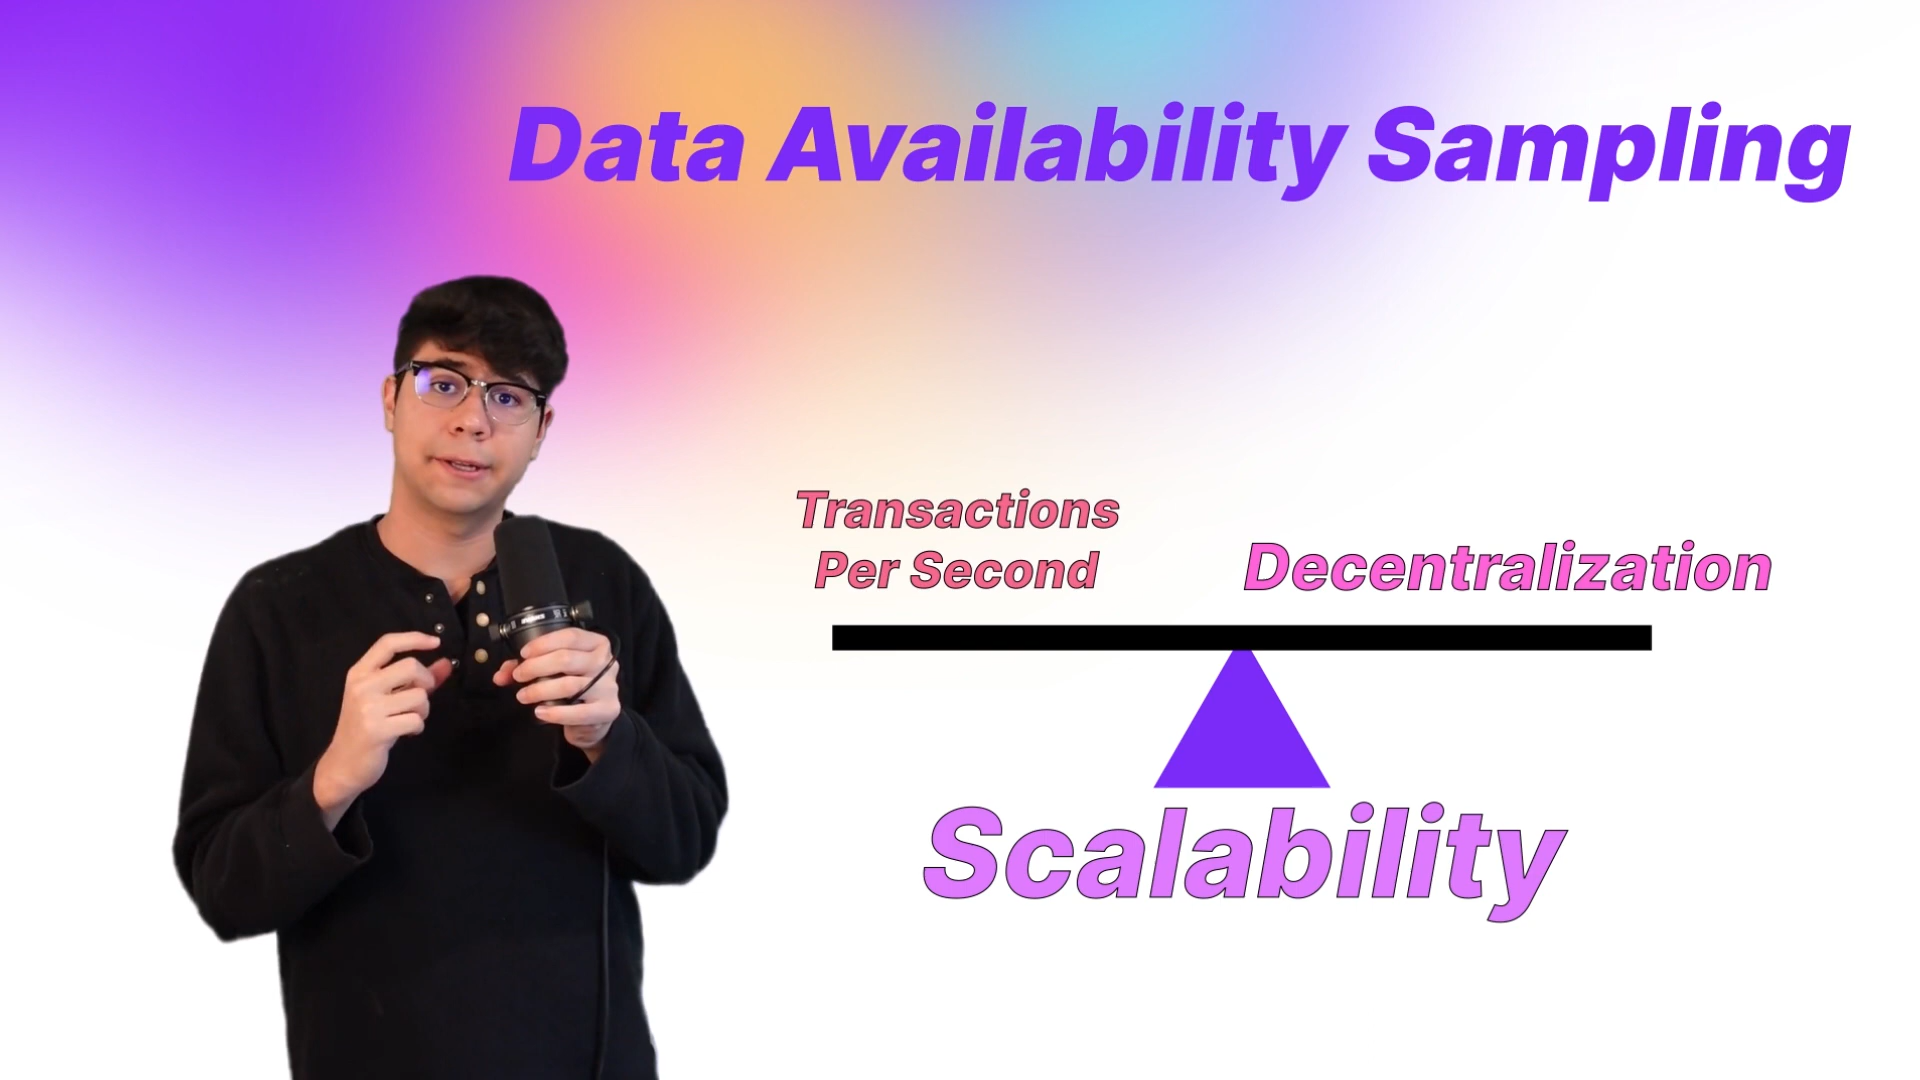 Data Availability Sampling
Transactions
Per Second
Decentralization
Scalability